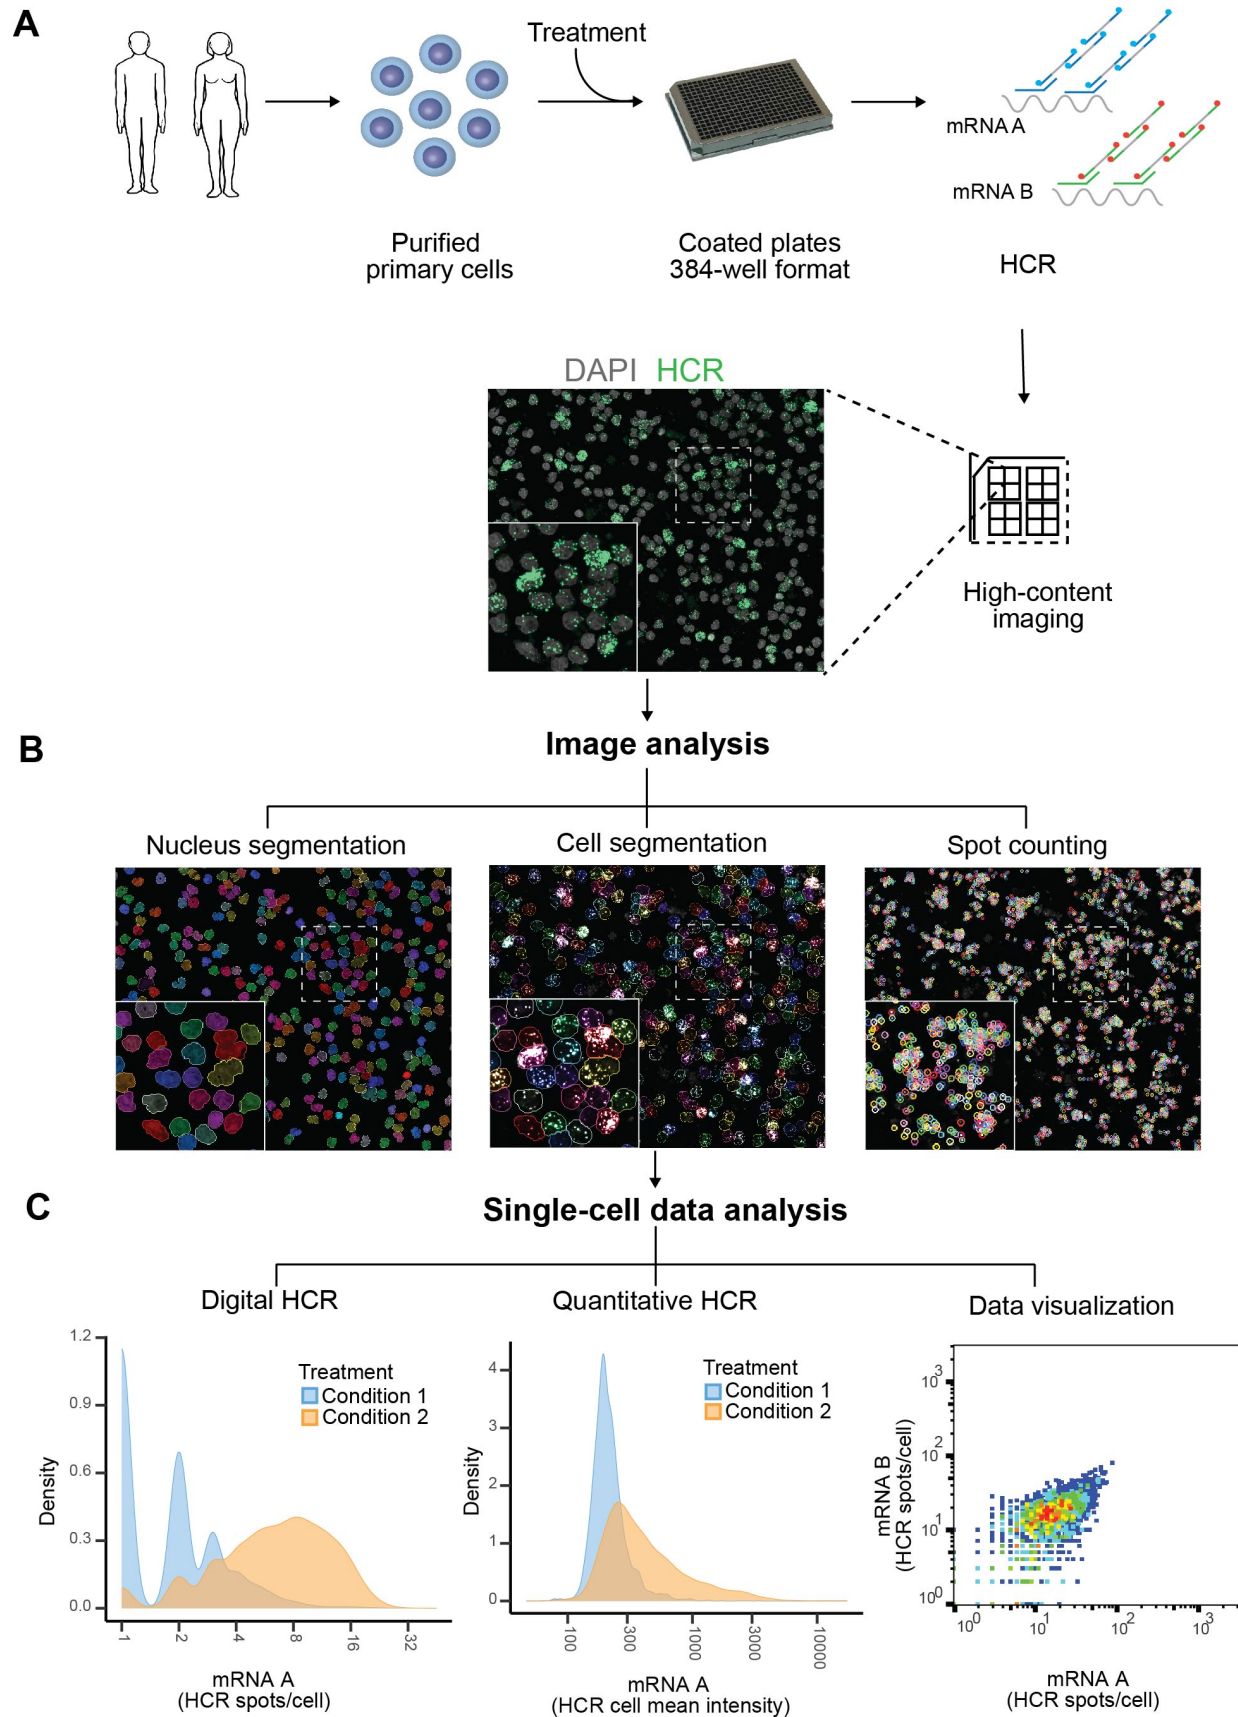 A
Treatment
mRNA A
mRNA B
Purified
primary cells
Coated plates
384-well format
HCR
DAPI HCR
High-content
imaging
B
Image analysis
Nucleus segmentation
Cell segmentation
Spot counting
C
Single-cell data analysis
Digital HCR
Quantitative HCR
Data visualization
1.2
0.9
0.6
0.3
0.0
Density
Treatment
Condition 1
Condition 2
1
2
4
8
16
32
mRNA A
(HCR spots/cell)
4
3
2
1
0
Density
Treatment
Condition 1
Condition 2
100
300
1000
3000
10000
mRNA A
(HCR cell mean intensity)
10³
10²
10¹
10⁰
mRNA B
(HCR spots/cell)
10⁰
10¹
10²
10³
mRNA A
(HCR spots/cell)